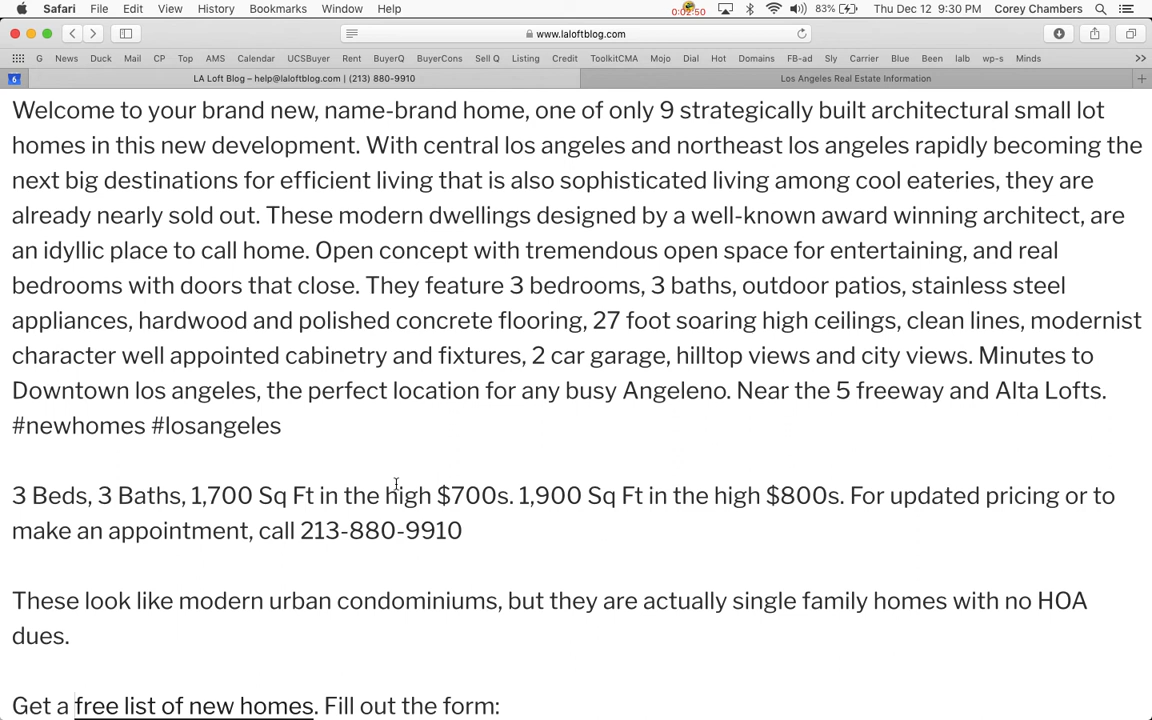 Safari File Edit View History Bookmarks Window Help 0:02:50 83% Thu Dec 12 9:30 PM Corey Chambers
www.laloftblog.com
G News Duck Mail CP Top AMS Calendar UCSBuyer Rent BuyerQ BuyerCons Sell Q Listing Credit ToolkitCMA Mojo Dial Hot Domains FB-ad Sly Carrier Blue Been lalb wp-s Minds >>
6 LA Loft Blog – help@laloftblog.com | (213) 880-9910 Los Angeles Real Estate Information +
Welcome to your brand new, name-brand home, one of only 9 strategically built architectural small lot
homes in this new development. With central los angeles and northeast los angeles rapidly becoming the
next big destinations for efficient living that is also sophisticated living among cool eateries, they are
already nearly sold out. These modern dwellings designed by a well-known award winning architect, are
an idyllic place to call home. Open concept with tremendous open space for entertaining, and real
bedrooms with doors that close. They feature 3 bedrooms, 3 baths, outdoor patios, stainless steel
appliances, hardwood and polished concrete flooring, 27 foot soaring high ceilings, clean lines, modernist
character well appointed cabinetry and fixtures, 2 car garage, hilltop views and city views. Minutes to
Downtown los angeles, the perfect location for any busy Angeleno. Near the 5 freeway and Alta Lofts.
#newhomes #losangeles
3 Beds, 3 Baths, 1,700 Sq Ft in the high $700s. 1,900 Sq Ft in the high $800s. For updated pricing or to
make an appointment, call 213-880-9910
These look like modern urban condominiums, but they are actually single family homes with no HOA
dues.
Get a free list of new homes. Fill out the form: